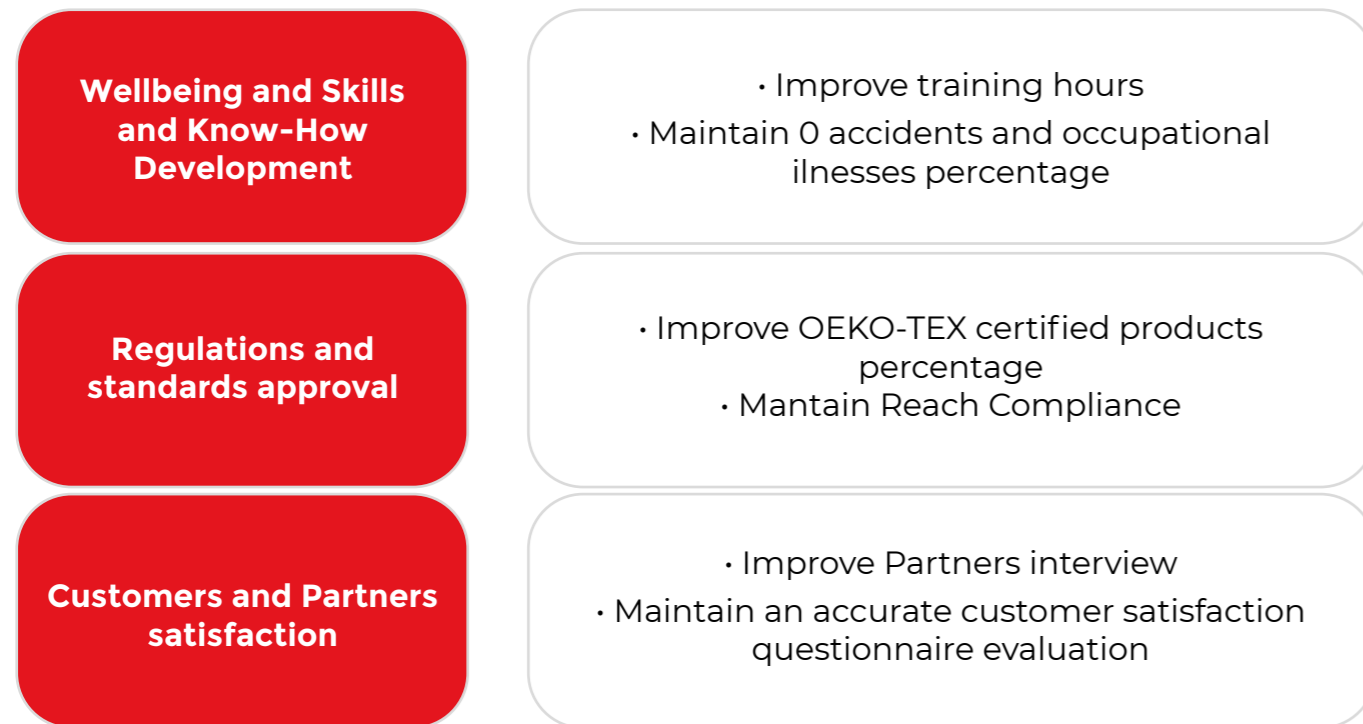 Wellbeing and Skills
and Know-How
Development
· Improve training hours
· Maintain 0 accidents and occupational
ilnesses percentage
Regulations and
standards approval
· Improve OEKO-TEX certified products
percentage
· Mantain Reach Compliance
Customers and Partners
satisfaction
· Improve Partners interview
· Maintain an accurate customer satisfaction
questionnaire evaluation